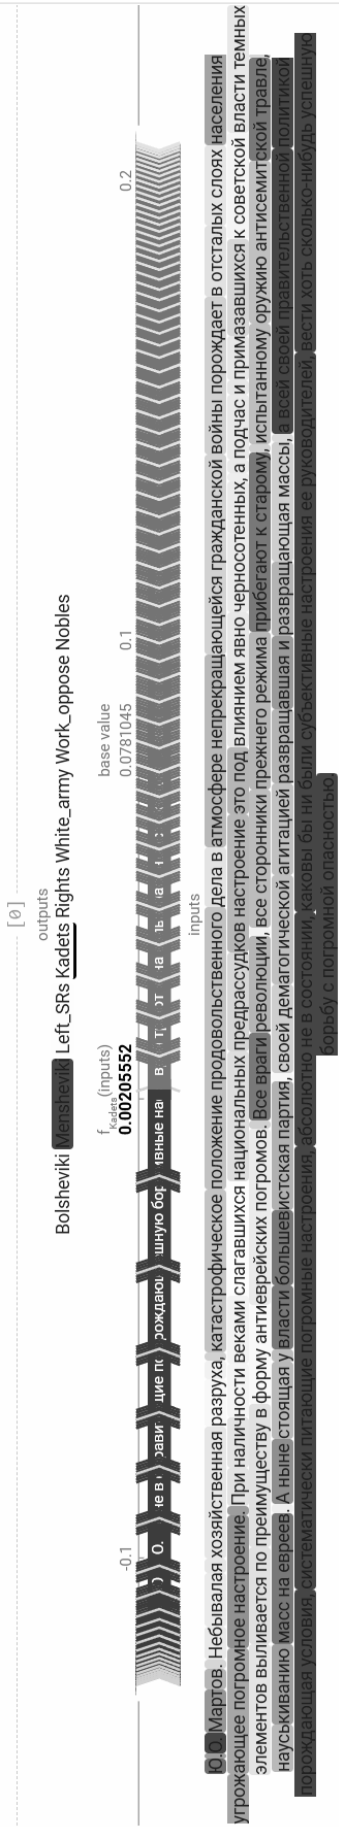 [0]
outputs
Bolsheviki Mensheviki Left_SRs Kadets Rights White_army Work_oppose Nobles
f Kadets (inputs) base value
-0.1 0.00205552 0.0781045 0.1 0.2
inputs
Ю.О. Мартов. Небывалая хозяйственная разруха, катастрофическое положение продовольственного дела в атмосфере непрекращающейся гражданской войны порождает в отсталых слоях населения
угрожающее погромное настроение. При наличности веками слагавшихся национальных предрассудков настроение это под влиянием явно черносотенных, а подчас и примазавшихся к советской власти темных
элементов выливается по преимуществу в форму антиеврейских погромов. Все враги революции, все сторонники прежнего режима прибегают к старому, испытанному оружию антисемитской травле,
науськиванию масс на евреев. А ныне стоящая у власти большевистская партия, своей демагогической агитацией развращавшая и развращающая массы, а всей своей правительственной политикой
порождающая условия, систематически питающие погромные настроения, абсолютно не в состоянии, каковы бы ни были субъективные настроения ее руководителей, вести хоть сколько-нибудь успешную
борьбу с погромной опасностью.